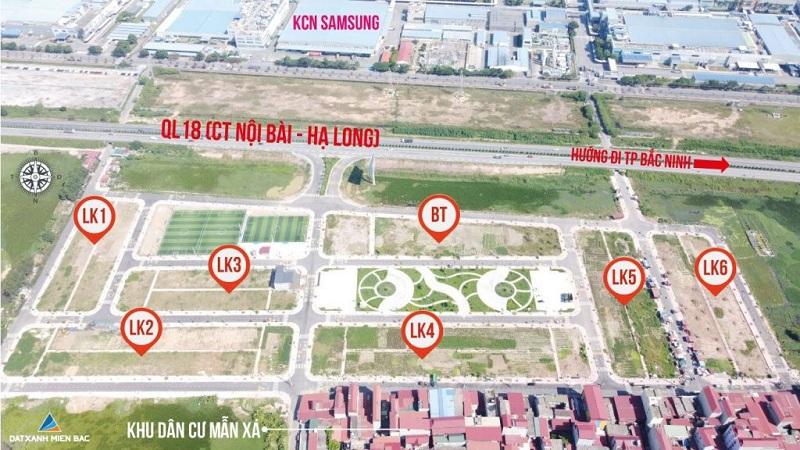 KCN SAMSUNG
QL18 (CT NỘI BÀI - HẠ LONG)
HƯỚNG ĐI TP BẮC NINH
B
T
Đ
N
LK1
BT
LK3
LK5
LK6
LK2
LK4
DATXANH MIEN BAC
KHU DÂN CƯ MẪN XÁ